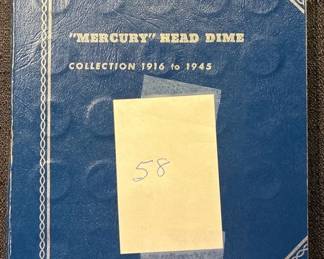 "MERCURY" HEAD DIME
COLLECTION 1916 to 1945
58